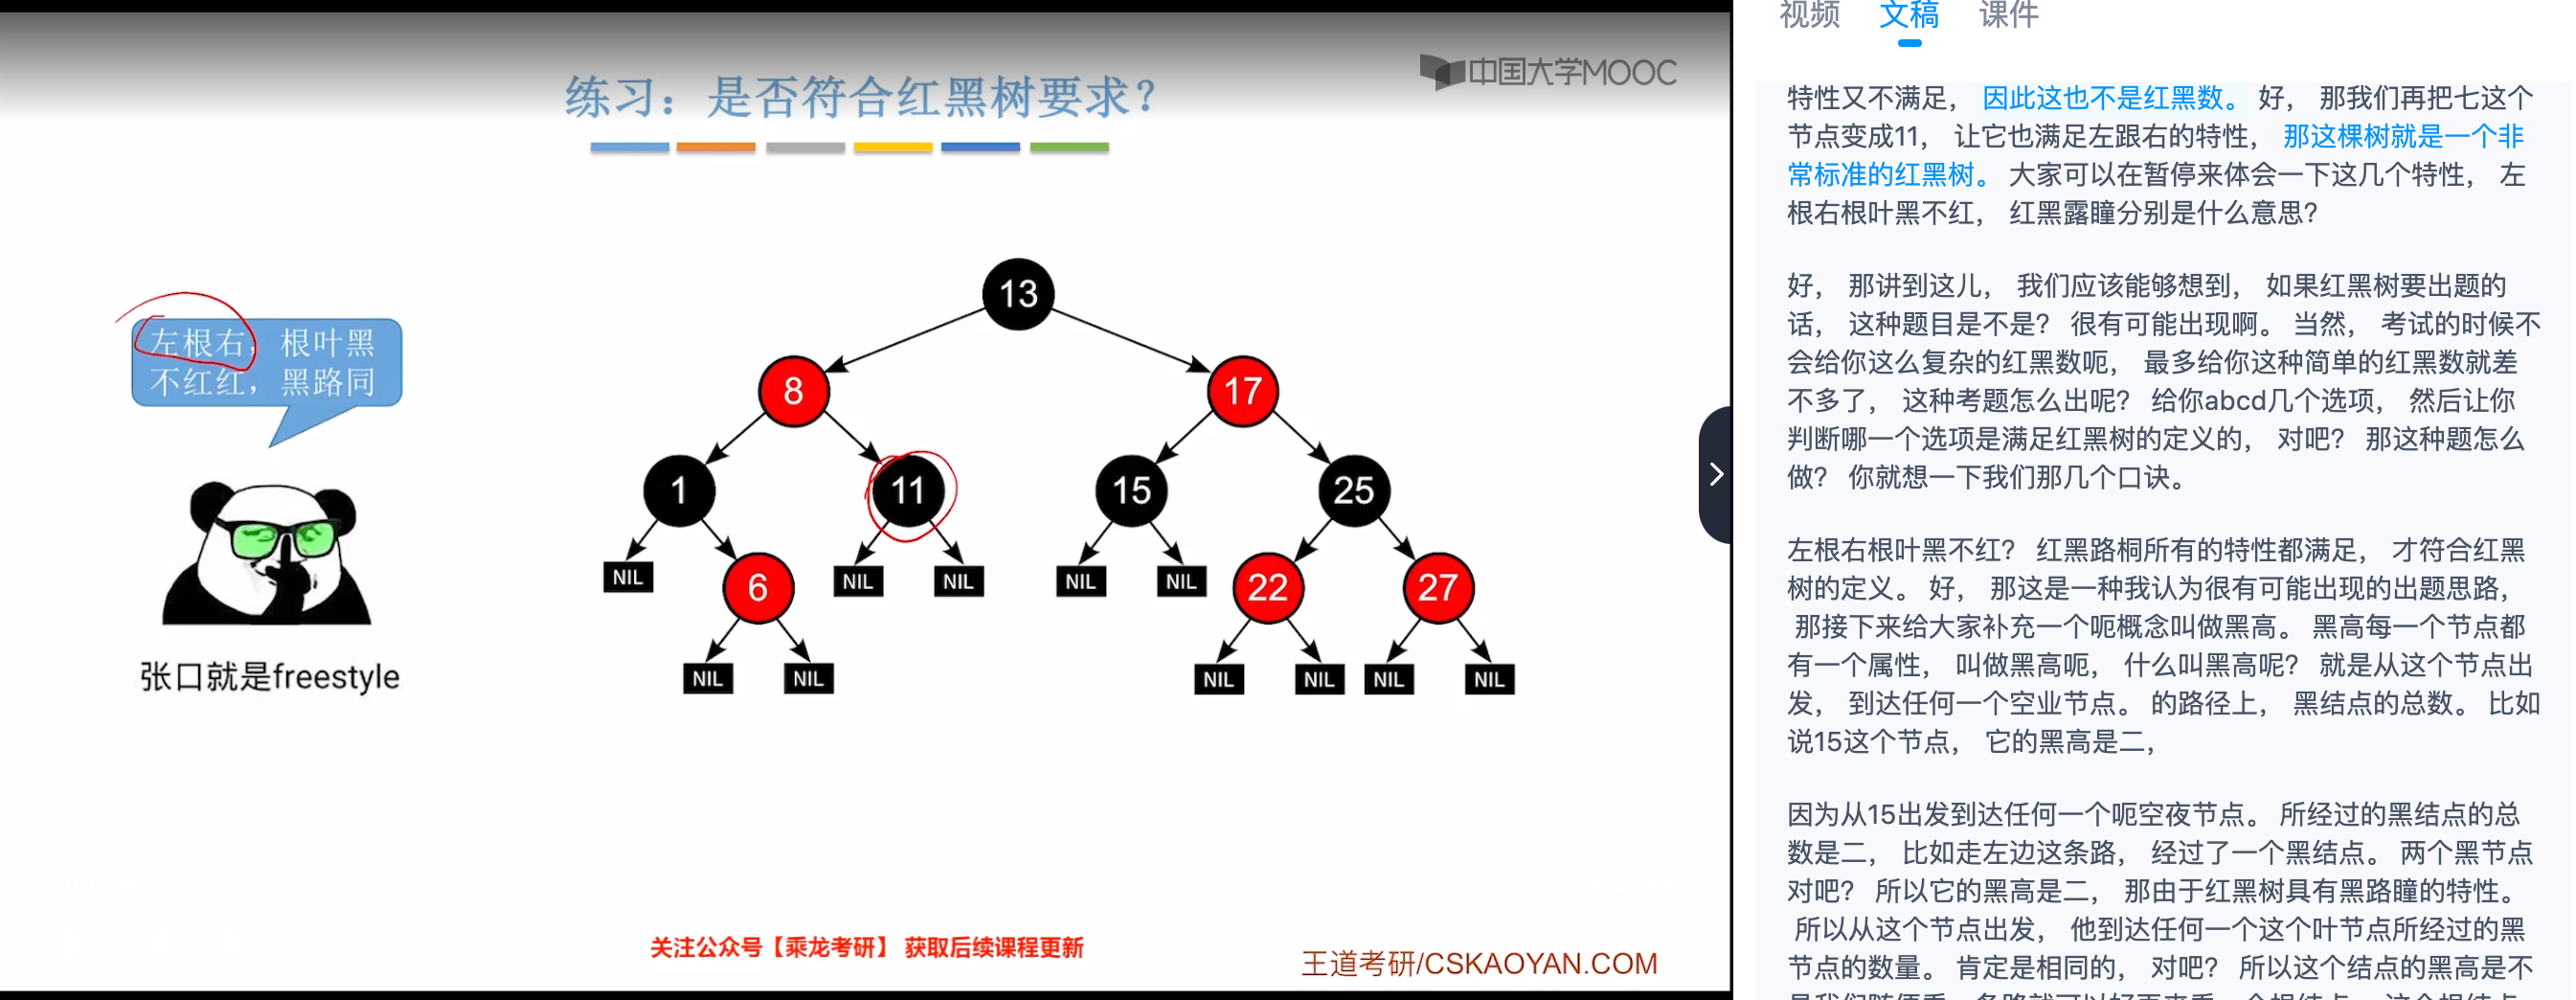 中国大学MOOC
练习：是否符合红黑树要求？
左根右，根叶黑
不红红，黑路同
张口就是freestyle
13
8
17
1
11
15
25
NIL
6
NIL
NIL
NIL
NIL
22
27
NIL
NIL
NIL
NIL
NIL
NIL
关注公众号【乘龙考研】 获取后续课程更新
王道考研/CSKAOYAN.COM
视频 文稿 课件
特性又不满足， 因此这也不是红黑数。 好， 那我们再把七这个
节点变成11， 让它也满足左跟右的特性， 那这棵树就是一个非
常标准的红黑树。 大家可以在暂停来体会一下这几个特性， 左
根右根叶黑不红， 红黑露瞳分别是什么意思？
好， 那讲到这儿， 我们应该能够想到， 如果红黑树要出题的
话， 这种题目是不是？ 很有可能出现啊。 当然， 考试的时候不
会给你这么复杂的红黑数呃， 最多给你这种简单的红黑数就差
不多了， 这种考题怎么出呢？ 给你abcd几个选项， 然后让你
判断哪一个选项是满足红黑树的定义的， 对吧？ 那这种题怎么
做？ 你就想一下我们那几个口诀。
左根右根叶黑不红？ 红黑路桐所有的特性都满足， 才符合红黑
树的定义。 好， 那这是一种我认为很有可能出现的出题思路，
那接下来给大家补充一个呃概念叫做黑高。 黑高每一个节点都
有一个属性， 叫做黑高呃， 什么叫黑高呢？ 就是从这个节点出
发， 到达任何一个空业节点。 的路径上， 黑结点的总数。 比如
说15这个节点， 它的黑高是二，
因为从15出发到达任何一个呃空夜节点。 所经过的黑结点的总
数是二， 比如走左边这条路， 经过了一个黑结点。 两个黑节点
对吧？ 所以它的黑高是二， 那由于红黑树具有黑路瞳的特性。
所以从这个节点出发， 他到达任何一个这个叶节点所经过的黑
节点的数量。 肯定是相同的， 对吧？ 所以这个结点的黑高是不